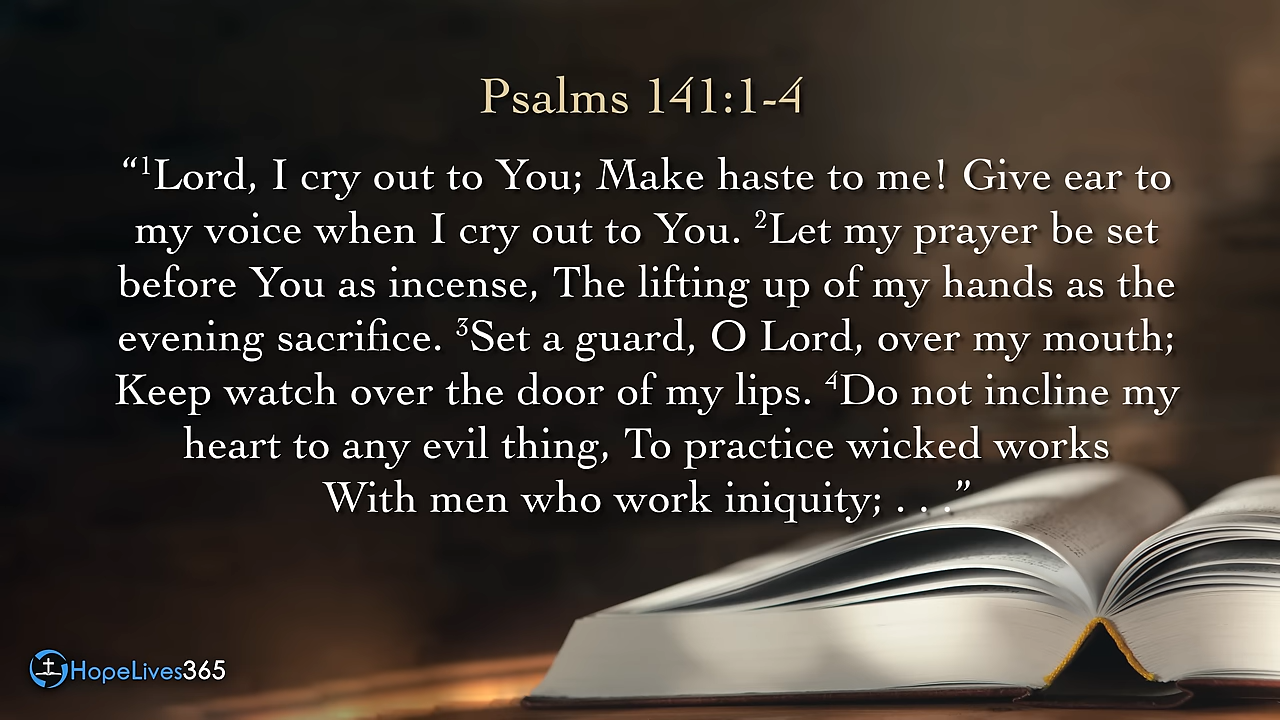 Psalms 141:1-4
“¹Lord, I cry out to You; Make haste to me! Give ear to
my voice when I cry out to You. ²Let my prayer be set
before You as incense, The lifting up of my hands as the
evening sacrifice. ³Set a guard, O Lord, over my mouth;
Keep watch over the door of my lips. ⁴Do not incline my
heart to any evil thing, To practice wicked works
With men who work iniquity; . . .”
HopeLives365